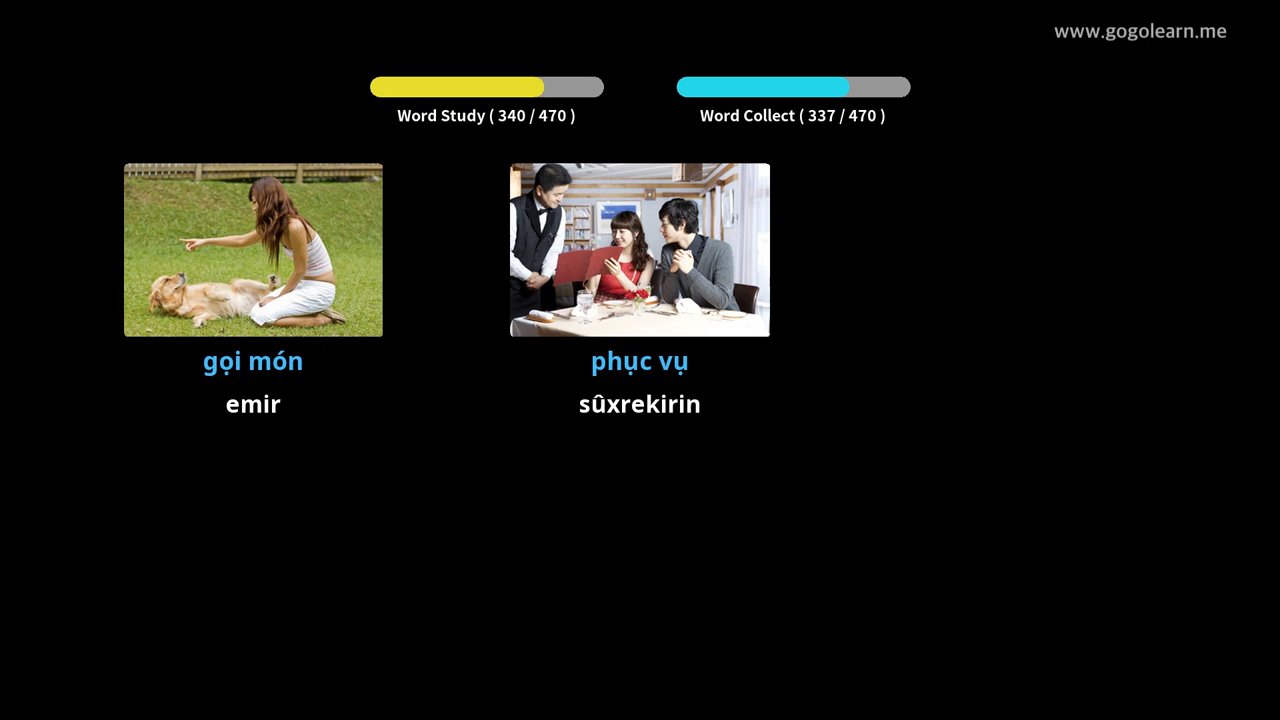 www.gogolearn.me
Word Study ( 340 / 470 )
Word Collect ( 337 / 470 )
gọi món
emir
phục vụ
sûxrekirin